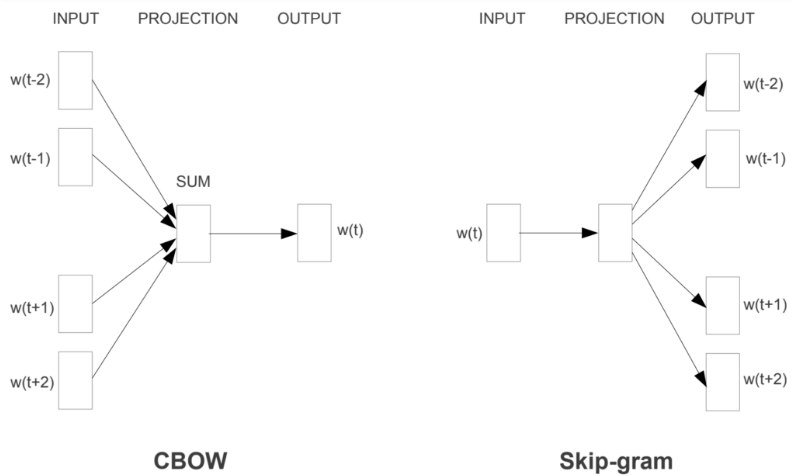 INPUT PROJECTION OUTPUT
w(t-2)
w(t-1)
SUM
w(t)
w(t+1)
w(t+2)
CBOW
INPUT PROJECTION OUTPUT
w(t-2)
w(t-1)
w(t)
w(t+1)
w(t+2)
Skip-gram